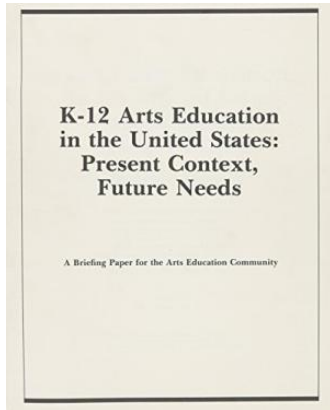 K-12 Arts Education
in the United States:
Present Context,
Future Needs
A Briefing Paper for the Arts Education Community